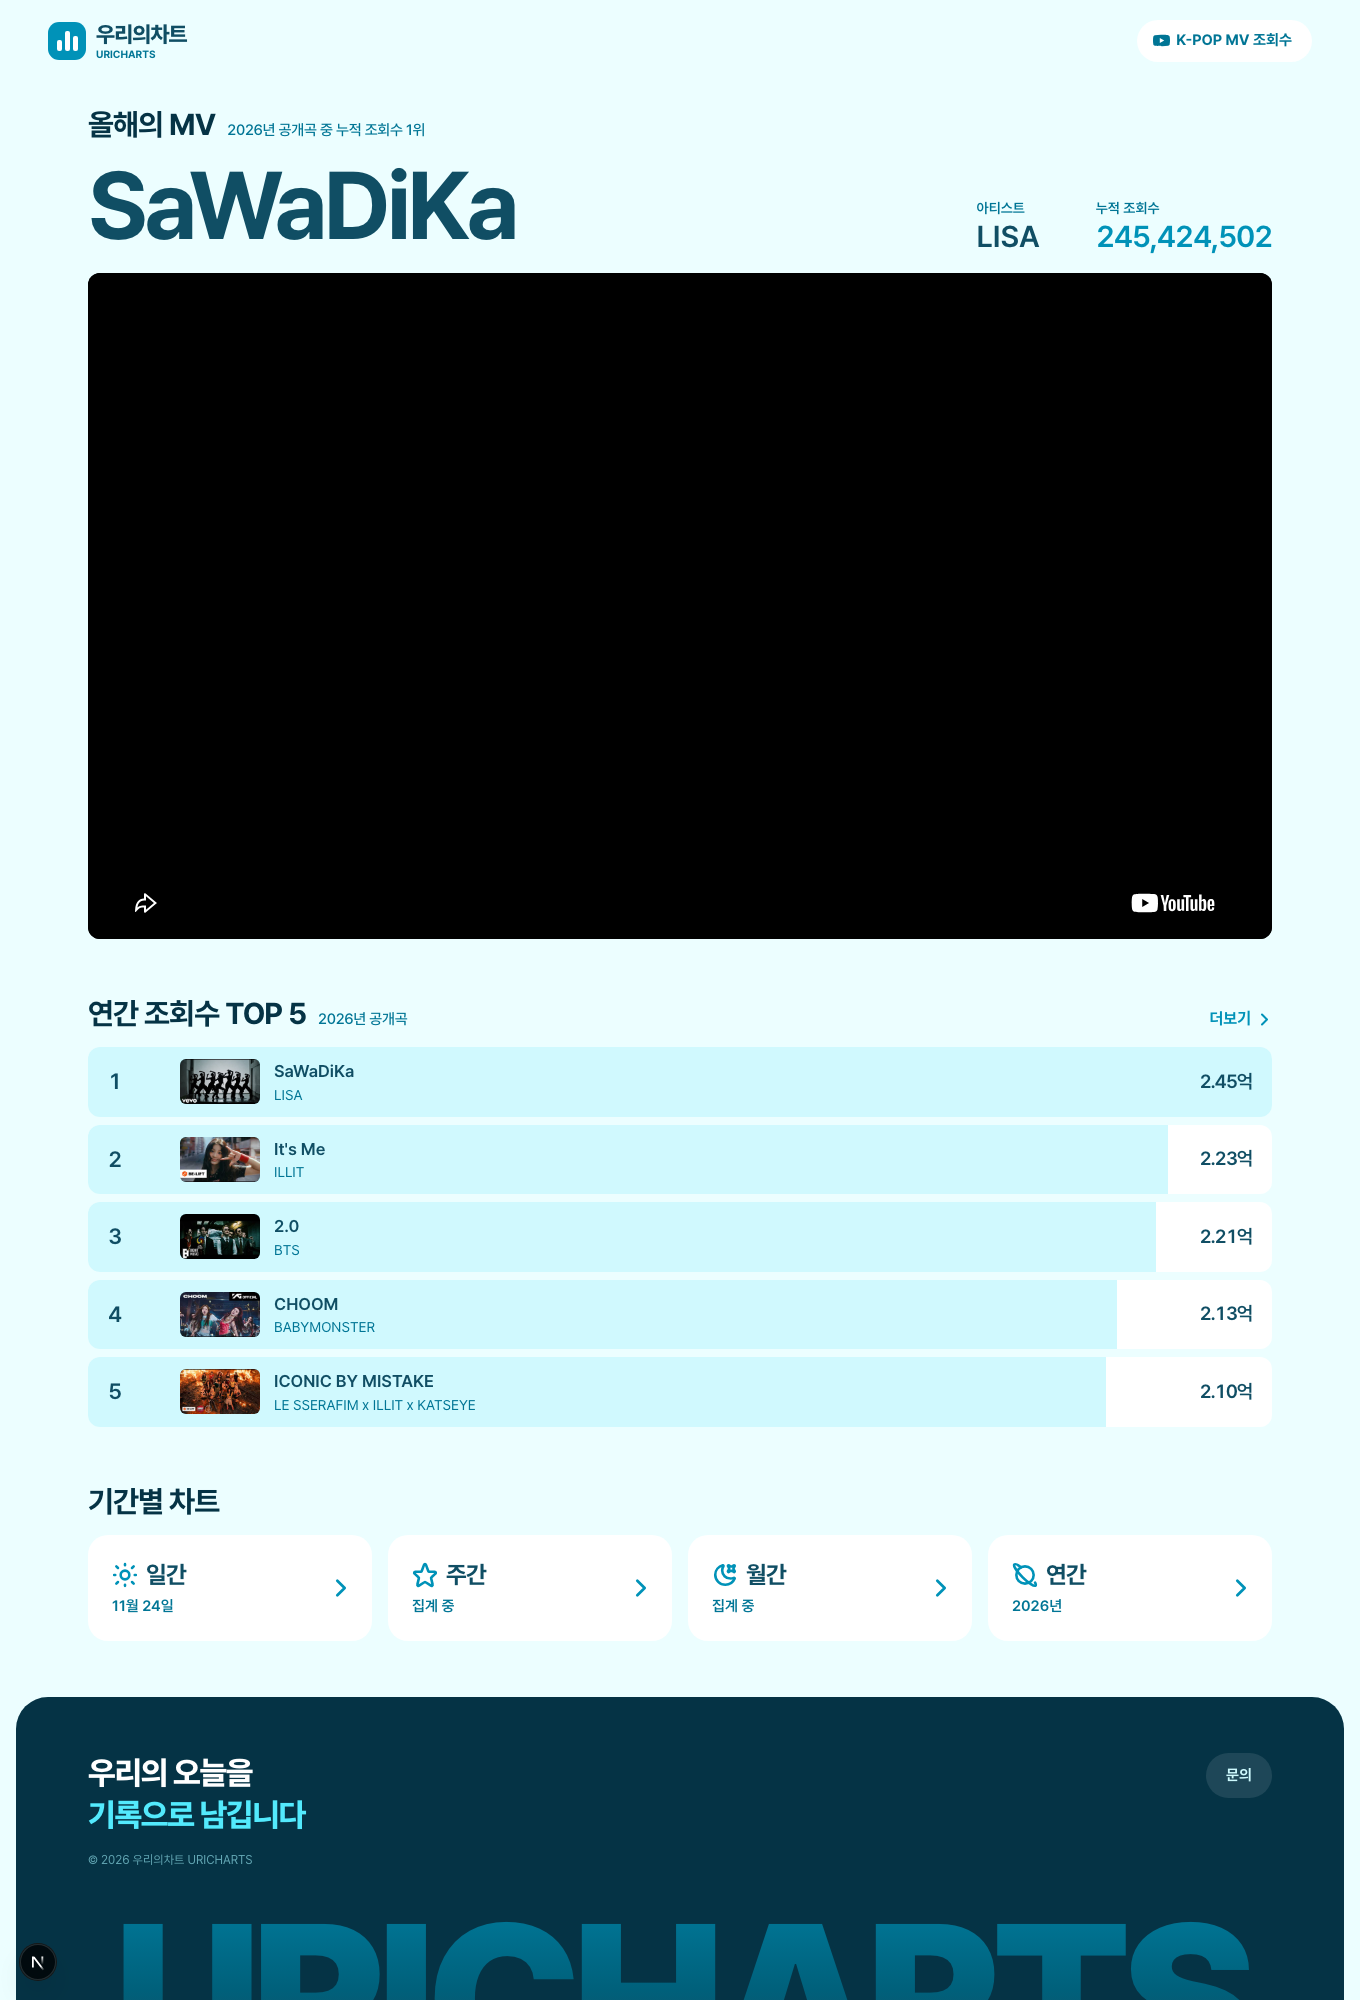 우리의차트
URICHARTS
K-POP MV 조회수
올해의 MV 2026년 공개곡 중 누적 조회수 1위
SaWaDiKa
아티스트
LISA
누적 조회수
245,424,502
YouTube
연간 조회수 TOP 5 2026년 공개곡
더보기
1
SaWaDiKa
LISA
2.45억
2
It's Me
ILLIT
2.23억
3
2.0
BTS
2.21억
4
CHOOM
BABYMONSTER
2.13억
5
ICONIC BY MISTAKE
LE SSERAFIM x ILLIT x KATSEYE
2.10억
기간별 차트
일간
11월 24일
주간
집계 중
월간
집계 중
연간
2026년
우리의 오늘을
기록으로 남깁니다
문의
© 2026 우리의차트 URICHARTS
URICHARTS
N